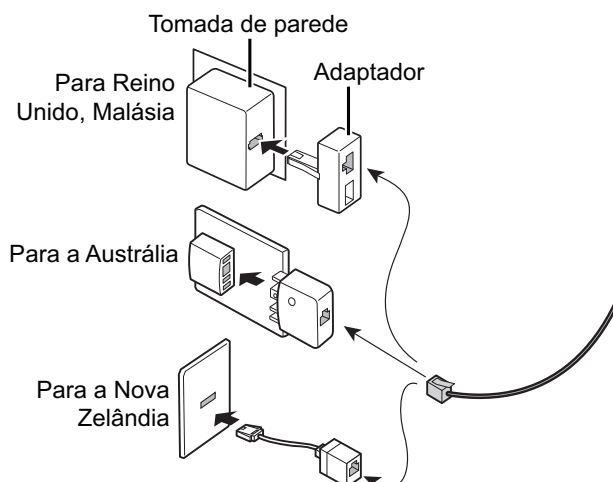 Tomada de parede
Para Reino
Unido, Malásia
Adaptador
Para a Austrália
Para a Nova
Zelândia